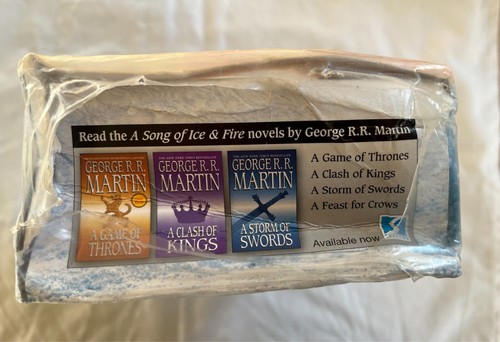 Read the A Song of Ice & Fire novels by George R.R. Martin
GEORGE R.R.
MARTIN
A GAME OF
THRONES
GEORGE R.R.
MARTIN
A CLASH OF
KINGS
GEORGE R.R.
MARTIN
A STORM OF
SWORDS
A Game of Thrones
A Clash of Kings
A Storm of Swords
A Feast for Crows
Available now